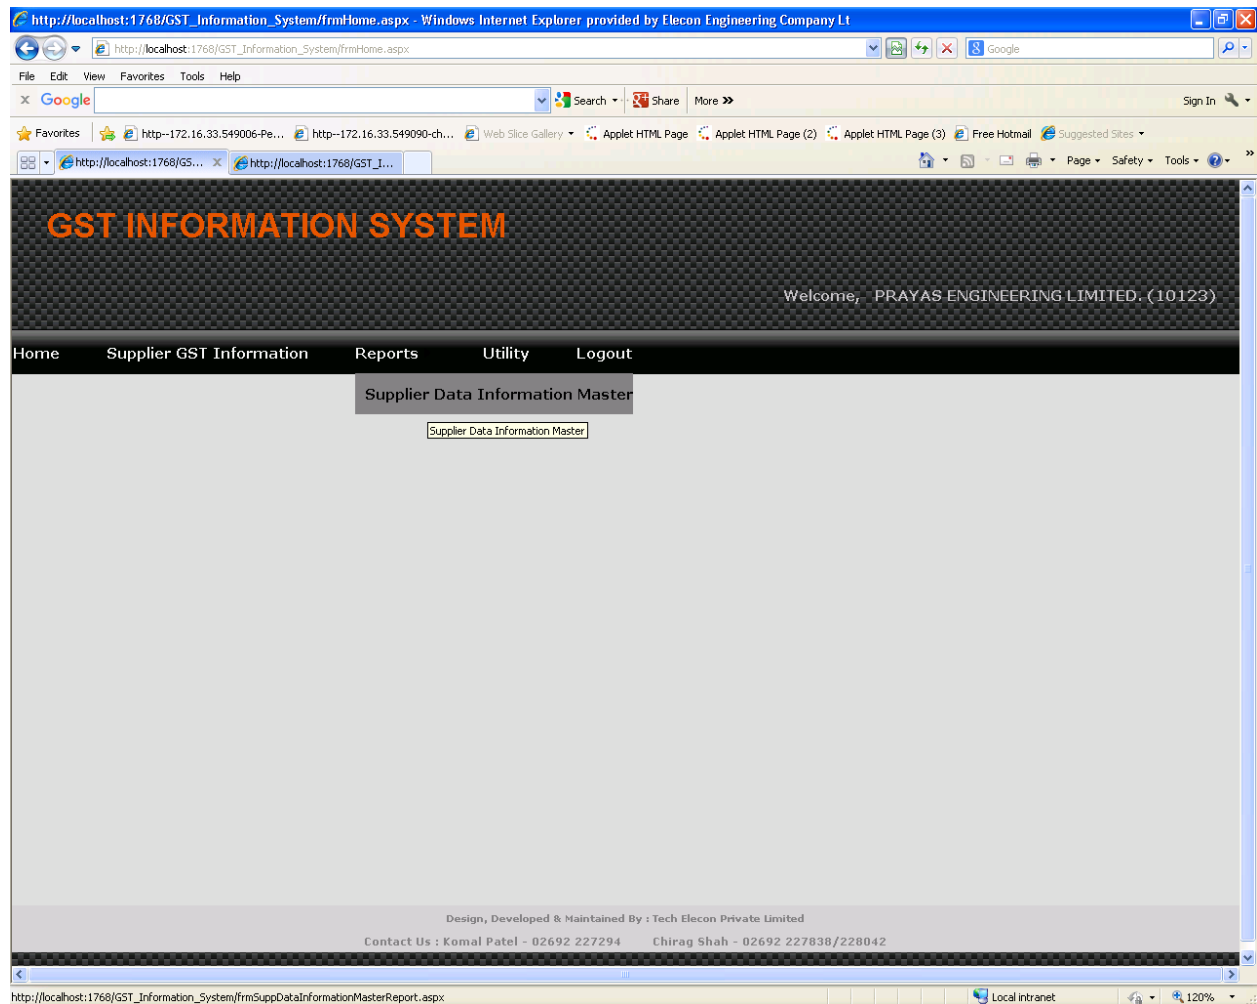 http://localhost:1768/GST_Information_System/frmHome.aspx - Windows Internet Explorer provided by Elecon Engineering Company Lt
http://localhost:1768/GST_Information_System/frmHome.aspx
Google
File Edit View Favorites Tools Help
x Google Search Share More >> Sign In
Favorites http--172.16.33.549006-Pe... http--172.16.33.549090-ch... Web Slice Gallery Applet HTML Page Applet HTML Page (2) Applet HTML Page (3) Free Hotmail Suggested Sites
http://localhost:1768/GS... x http://localhost:1768/GST_I... Page Safety Tools >>
GST INFORMATION SYSTEM
Welcome, PRAYAS ENGINEERING LIMITED. (10123)
Home Supplier GST Information Reports Utility Logout
Supplier Data Information Master
Supplier Data Information Master
Design, Developed & Maintained By : Tech Elecon Private Limited
Contact Us : Komal Patel - 02692 227294 Chirag Shah - 02692 227838/228042
http://localhost:1768/GST_Information_System/frmSuppDataInformationMasterReport.aspx Local intranet 120%